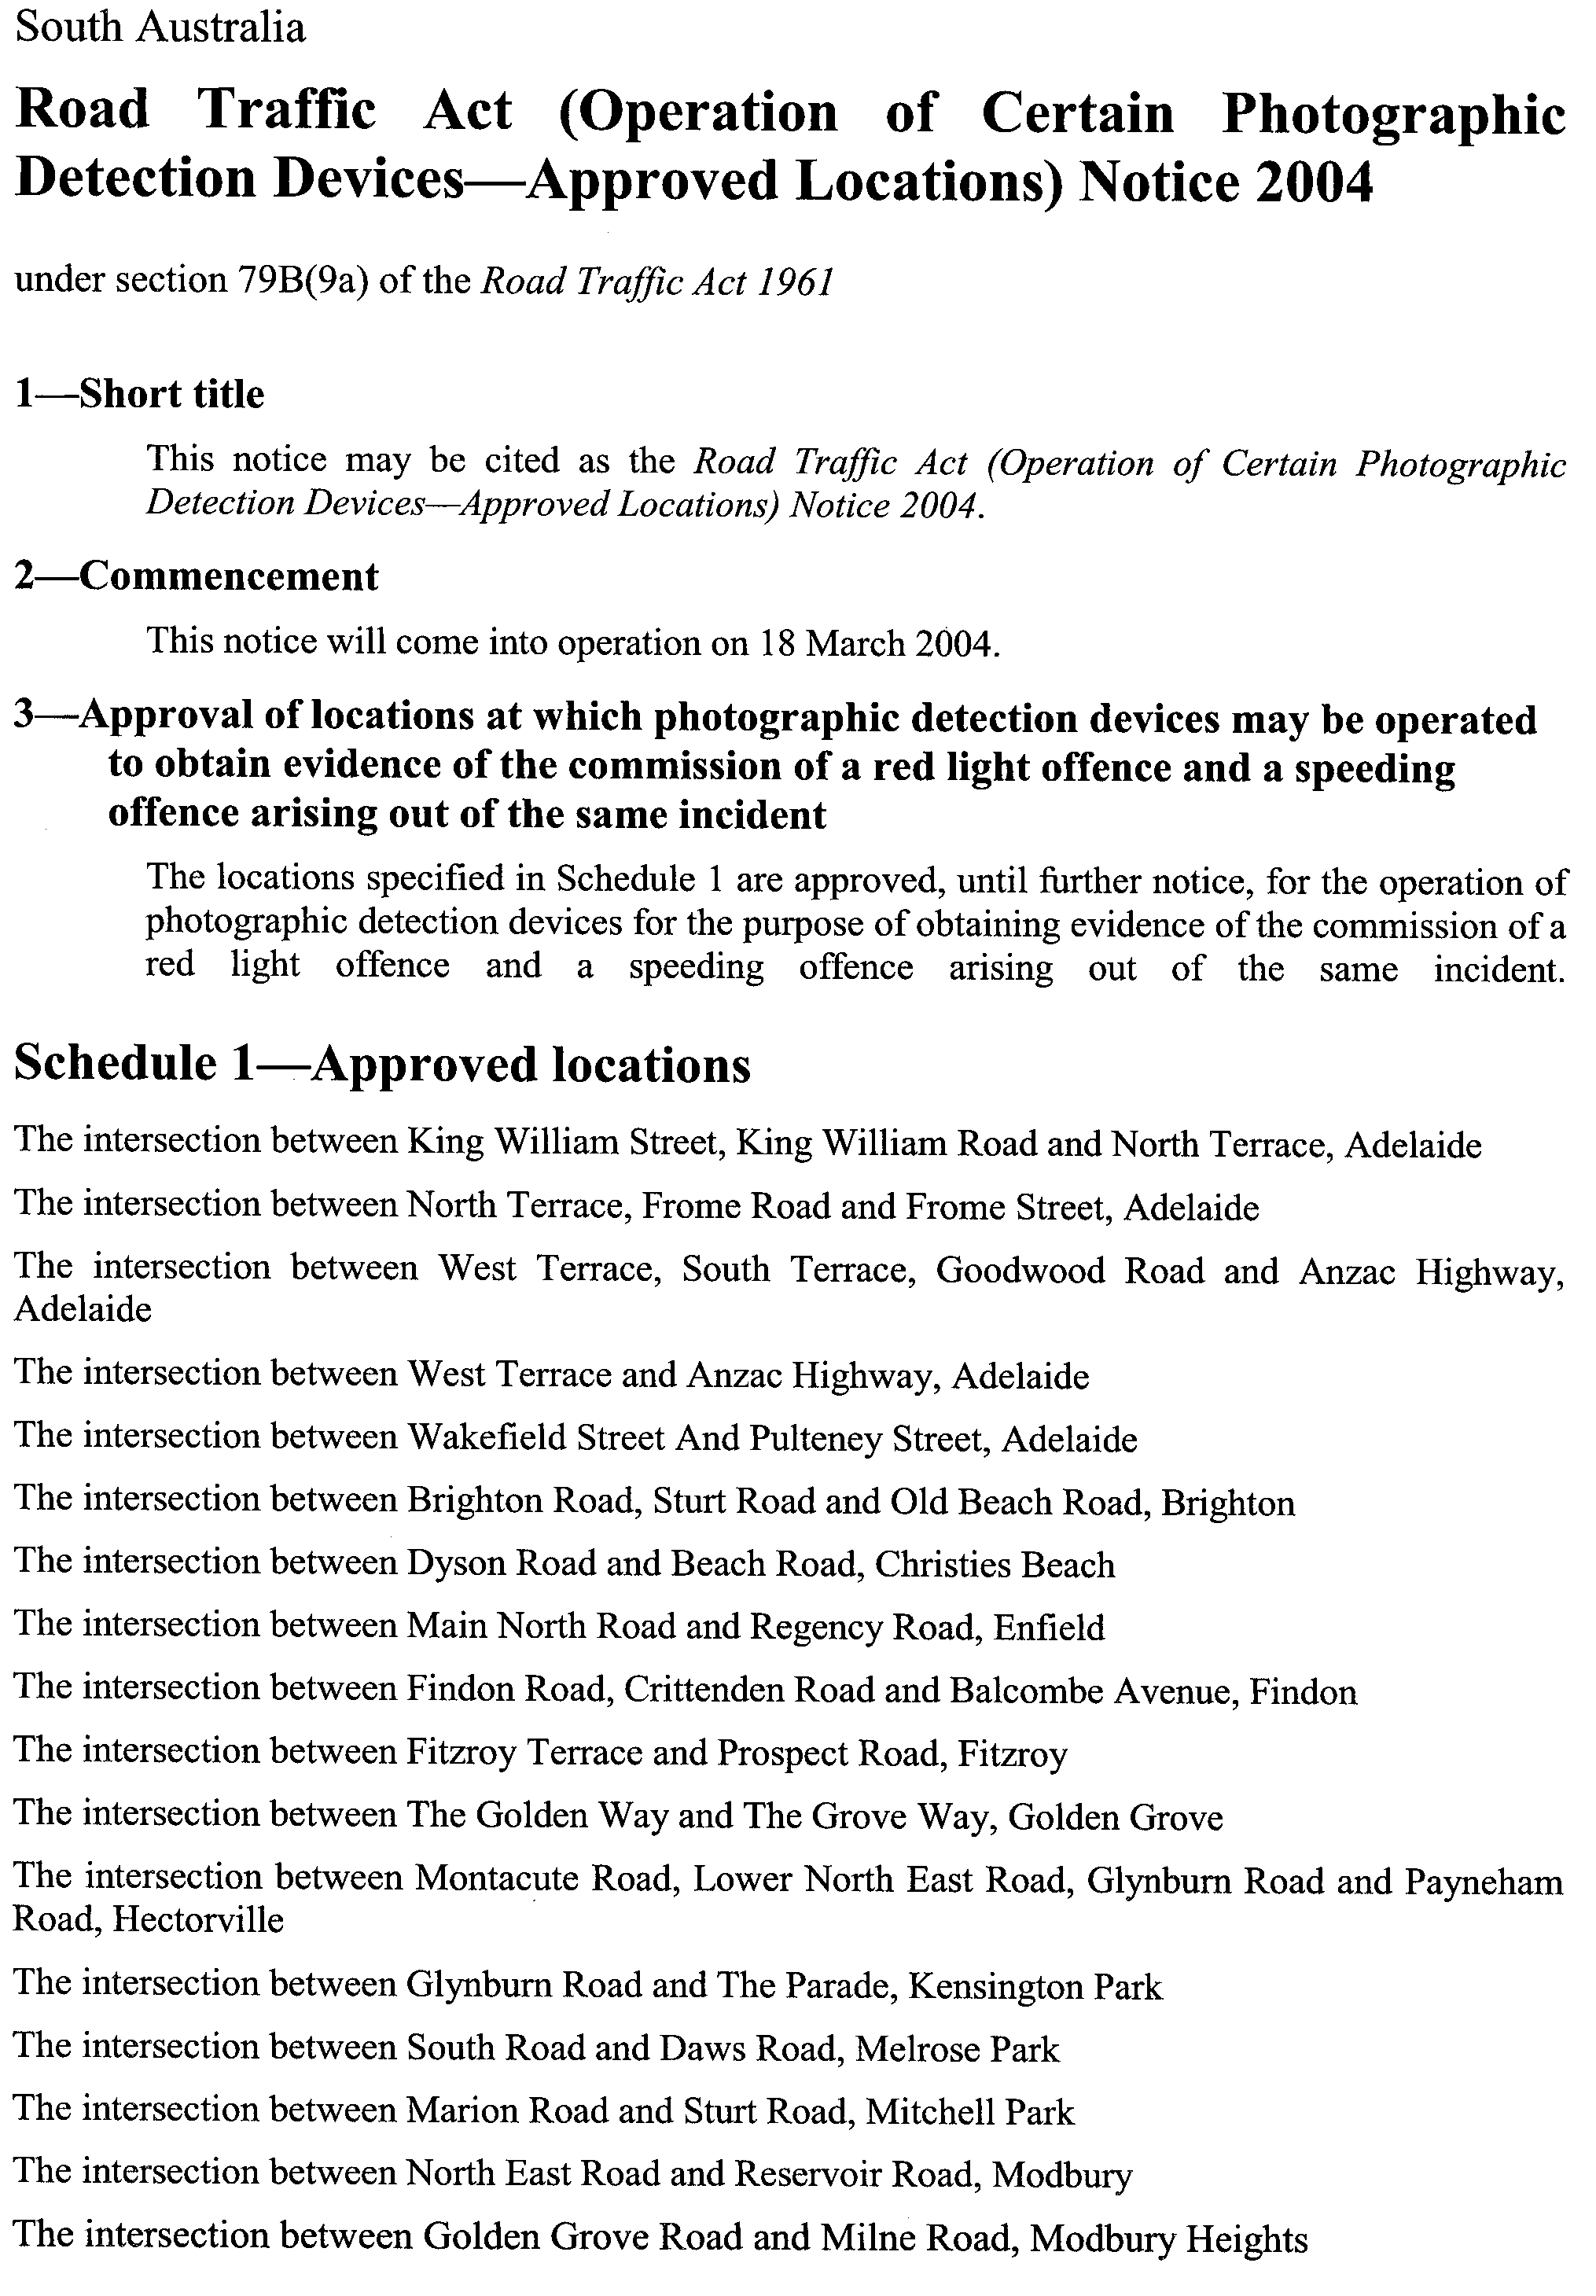 South Australia
Road Traffic Act (Operation of Certain Photographic
Detection Devices—Approved Locations) Notice 2004
under section 79B(9a) of the Road Traffic Act 1961
1—Short title
This notice may be cited as the Road Traffic Act (Operation of Certain Photographic
Detection Devices—Approved Locations) Notice 2004.
2—Commencement
This notice will come into operation on 18 March 2004.
3—Approval of locations at which photographic detection devices may be operated
to obtain evidence of the commission of a red light offence and a speeding
offence arising out of the same incident
The locations specified in Schedule 1 are approved, until further notice, for the operation of
photographic detection devices for the purpose of obtaining evidence of the commission of a
red light offence and a speeding offence arising out of the same incident.
Schedule 1—Approved locations
The intersection between King William Street, King William Road and North Terrace, Adelaide
The intersection between North Terrace, Frome Road and Frome Street, Adelaide
The intersection between West Terrace, South Terrace, Goodwood Road and Anzac Highway,
Adelaide
The intersection between West Terrace and Anzac Highway, Adelaide
The intersection between Wakefield Street And Pulteney Street, Adelaide
The intersection between Brighton Road, Sturt Road and Old Beach Road, Brighton
The intersection between Dyson Road and Beach Road, Christies Beach
The intersection between Main North Road and Regency Road, Enfield
The intersection between Findon Road, Crittenden Road and Balcombe Avenue, Findon
The intersection between Fitzroy Terrace and Prospect Road, Fitzroy
The intersection between The Golden Way and The Grove Way, Golden Grove
The intersection between Montacute Road, Lower North East Road, Glynburn Road and Payneham
Road, Hectorville
The intersection between Glynburn Road and The Parade, Kensington Park
The intersection between South Road and Daws Road, Melrose Park
The intersection between Marion Road and Sturt Road, Mitchell Park
The intersection between North East Road and Reservoir Road, Modbury
The intersection between Golden Grove Road and Milne Road, Modbury Heights